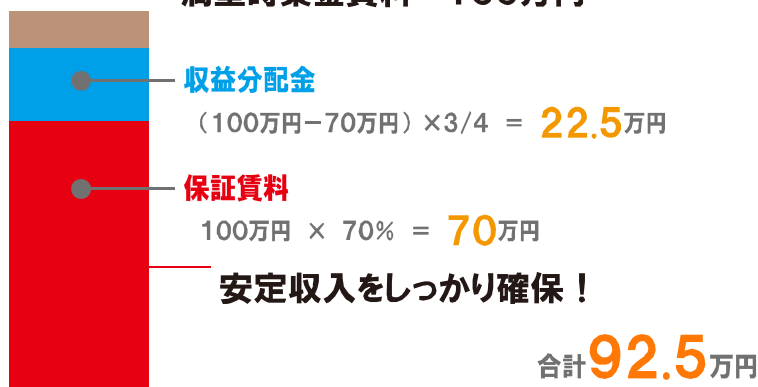 収益分配金
（100万円−70万円）×3/4 ＝ 22.5万円
保証賃料
100万円 × 70% ＝ 70万円
安定収入をしっかり確保！
合計92.5万円